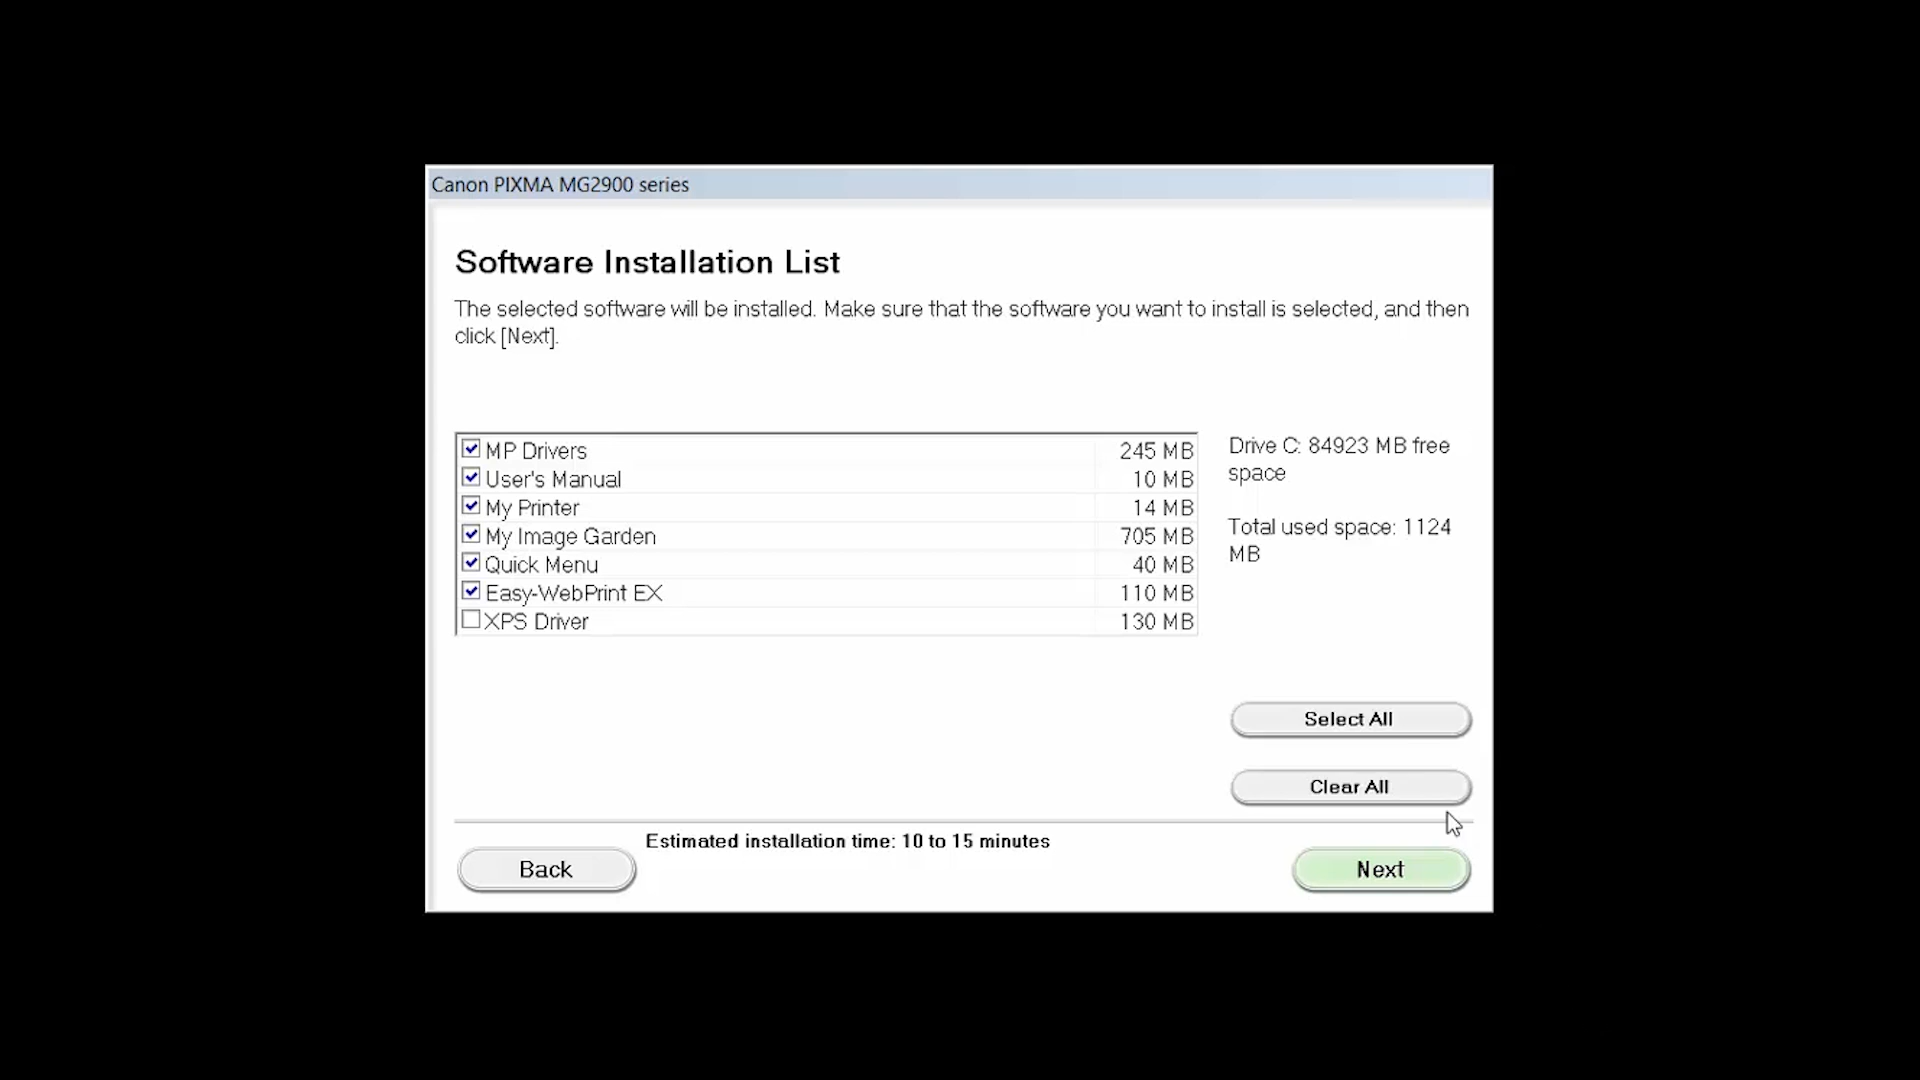 Canon PIXMA MG2900 series
Software Installation List
The selected software will be installed. Make sure that the software you want to install is selected, and then
click [Next].
MP Drivers 245 MB
User's Manual 10 MB
My Printer 14 MB
My Image Garden 705 MB
Quick Menu 40 MB
Easy-WebPrint EX 110 MB
XPS Driver 130 MB
Drive C: 84923 MB free
space
Total used space: 1124
MB
Select All
Clear All
Estimated installation time: 10 to 15 minutes
Back
Next